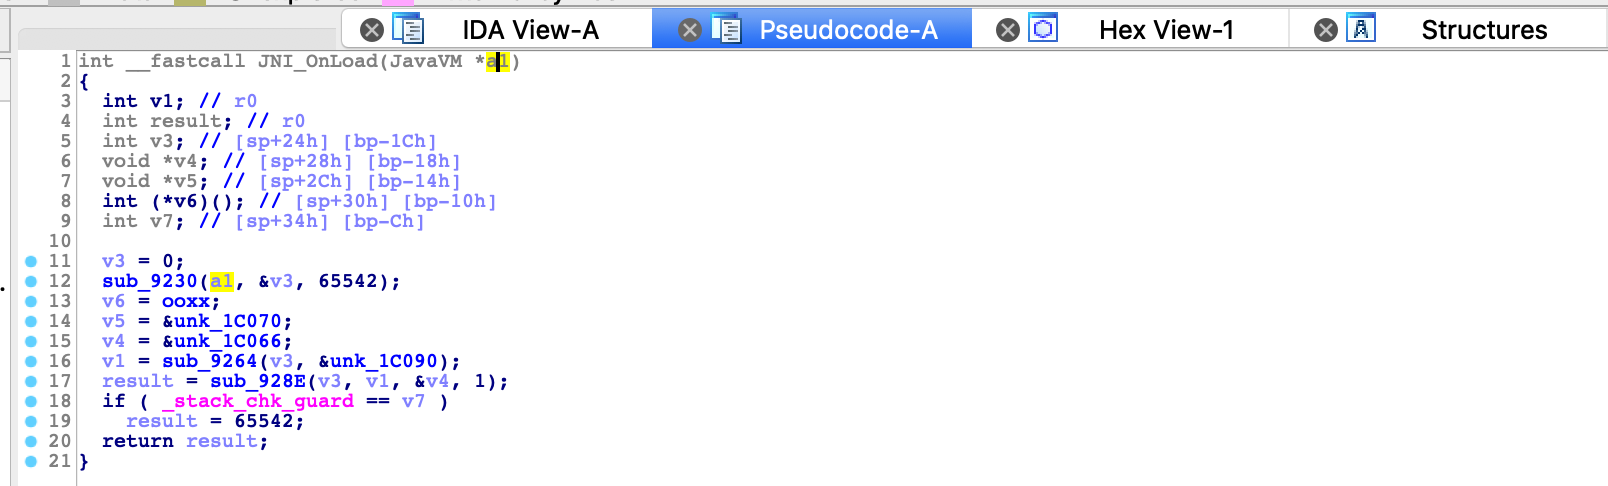 IDA View-A Pseudocode-A Hex View-1 Structures
1 int __fastcall JNI_OnLoad(JavaVM *a1)
2 {
3 int v1; // r0
4 int result; // r0
5 int v3; // [sp+24h] [bp-1Ch]
6 void *v4; // [sp+28h] [bp-18h]
7 void *v5; // [sp+2Ch] [bp-14h]
8 int (*v6)(); // [sp+30h] [bp-10h]
9 int v7; // [sp+34h] [bp-Ch]
10
11 v3 = 0;
12 sub_9230(a1, &v3, 65542);
13 v6 = ooxx;
14 v5 = &unk_1C070;
15 v4 = &unk_1C066;
16 v1 = sub_9264(v3, &unk_1C090);
17 result = sub_928E(v3, v1, &v4, 1);
18 if ( _stack_chk_guard == v7 )
19 result = 65542;
20 return result;
21 }